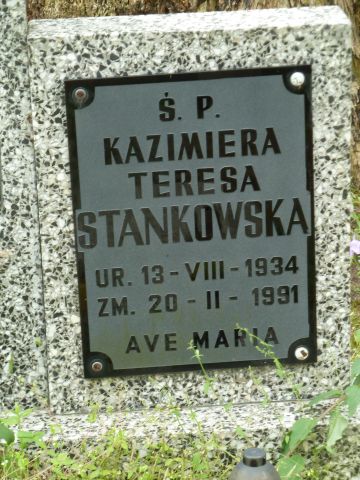 Ś. P.
KAZIMIERA
TERESA
STANKOWSKA
UR. 13-VIII-1934
ZM. 20-II-1991
AVE MARIA